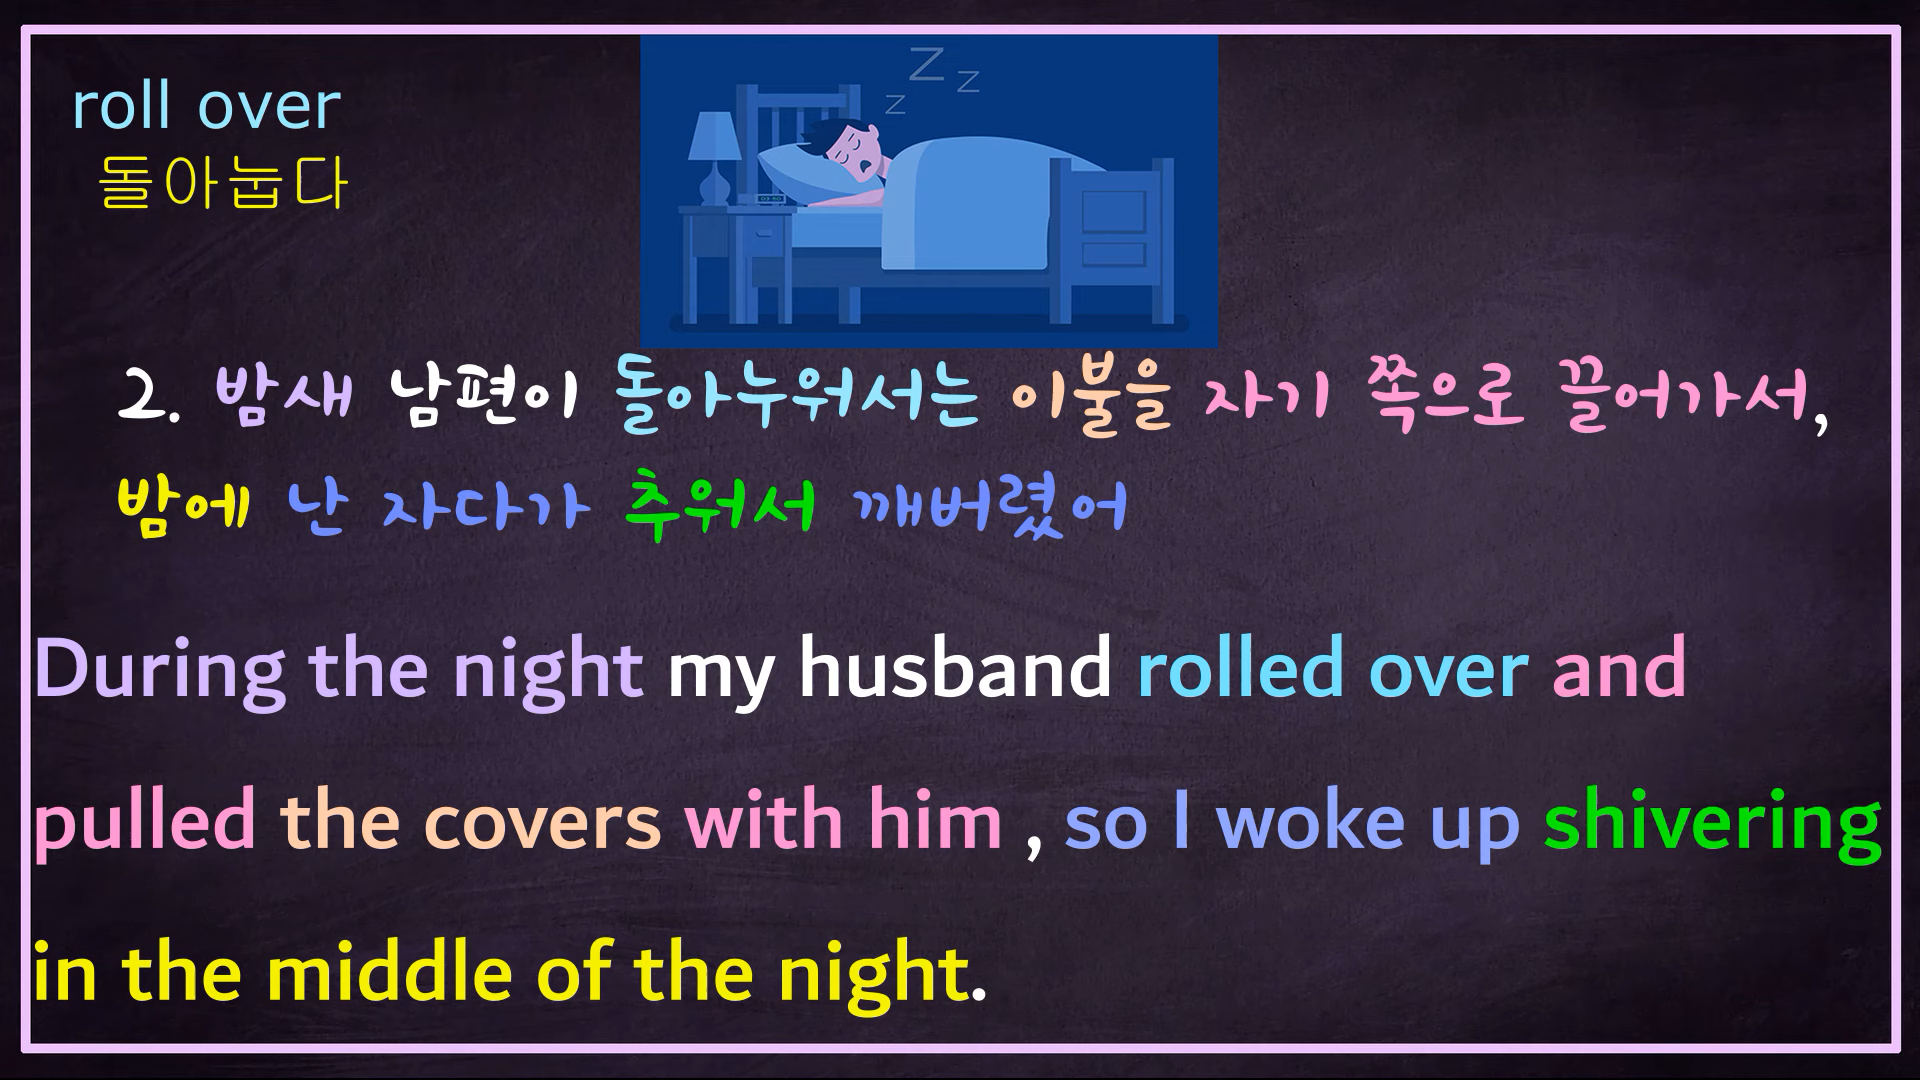 roll over
돌아눕다
Z
Z
Z
2. 밤새 남편이 돌아누워서는 이불을 자기 쪽으로 끌어가서,
밤에 난 자다가 추워서 깨버렸어
During the night my husband rolled over and
pulled the covers with him , so I woke up shivering
in the middle of the night.